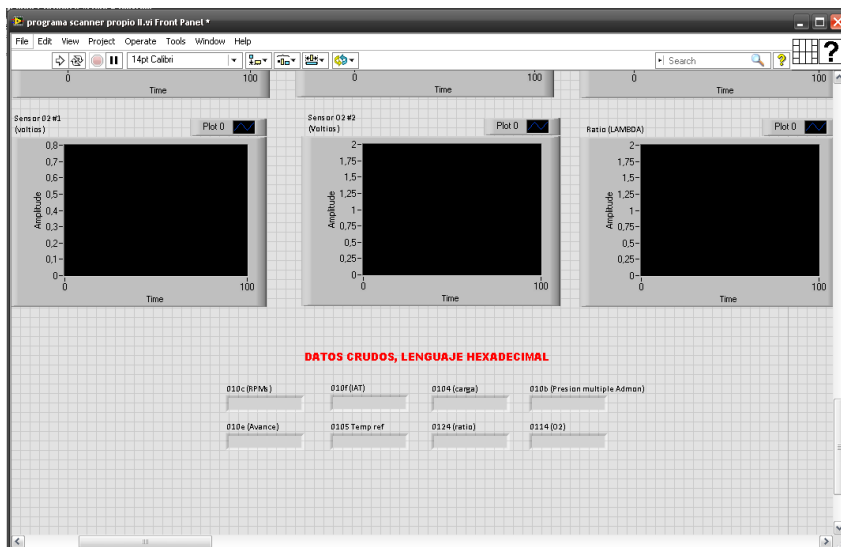 programa scanner propio II.vi Front Panel *
File Edit View Project Operate Tools Window Help
14pt Calibri
Search
?
?
0 100 0 100 0 100
Time Time Time
Sensor O2 #1
(voltios)
Plot 0
0,8
0,7
0,6
0,5
0,4
0,3
0,2
0,1
0
Amplitude
0 100
Time
Sensor O2 #2
(Voltios)
Plot 0
2
1,75
1,5
1,25
1
0,75
0,5
0,25
0
Amplitude
0 100
Time
Ratio (LAMBDA)
Plot 0
2
1,75
1,5
1,25
1
0,75
0,5
0,25
0
Amplitude
0 100
Time
DATOS CRUDOS, LENGUAJE HEXADECIMAL
010c (RPMs) 010f (IAT) 0104 (carga) 010b (Presion multiple Admon)
010e (Avance) 0105 Temp ref 0124 (ratio) 0114 (O2)